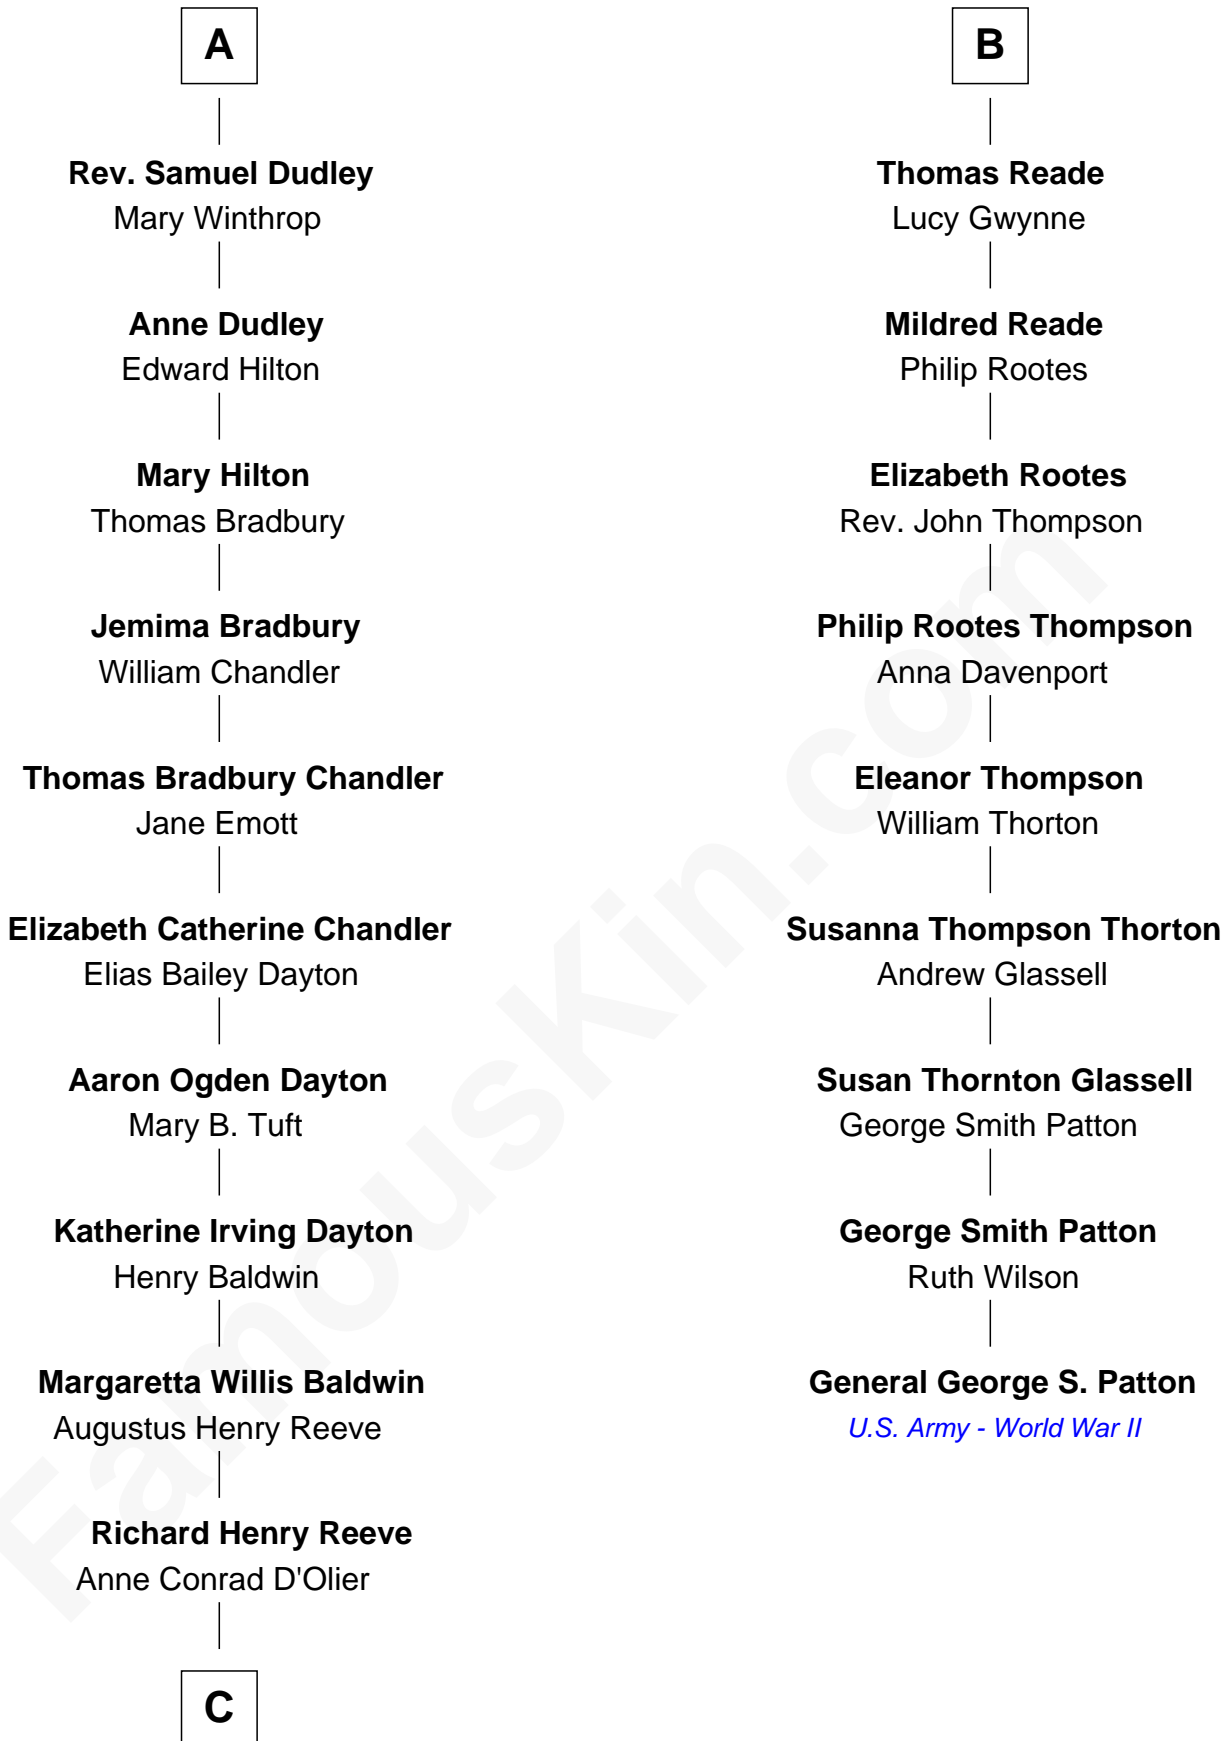 A
Rev. Samuel Dudley
Mary Winthrop
Anne Dudley
Edward Hilton
Mary Hilton
Thomas Bradbury
Jemima Bradbury
William Chandler
Thomas Bradbury Chandler
Jane Emott
Elizabeth Catherine Chandler
Elias Bailey Dayton
Aaron Ogden Dayton
Mary B. Tuft
Katherine Irving Dayton
Henry Baldwin
Margaretta Willis Baldwin
Augustus Henry Reeve
Richard Henry Reeve
Anne Conrad D'Olier
C
B
Thomas Reade
Lucy Gwynne
Mildred Reade
Philip Rootes
Elizabeth Rootes
Rev. John Thompson
Philip Rootes Thompson
Anna Davenport
Eleanor Thompson
William Thorton
Susanna Thompson Thorton
Andrew Glassell
Susan Thornton Glassell
George Smith Patton
George Smith Patton
Ruth Wilson
General George S. Patton
U.S. Army - World War II
FamousKin.com